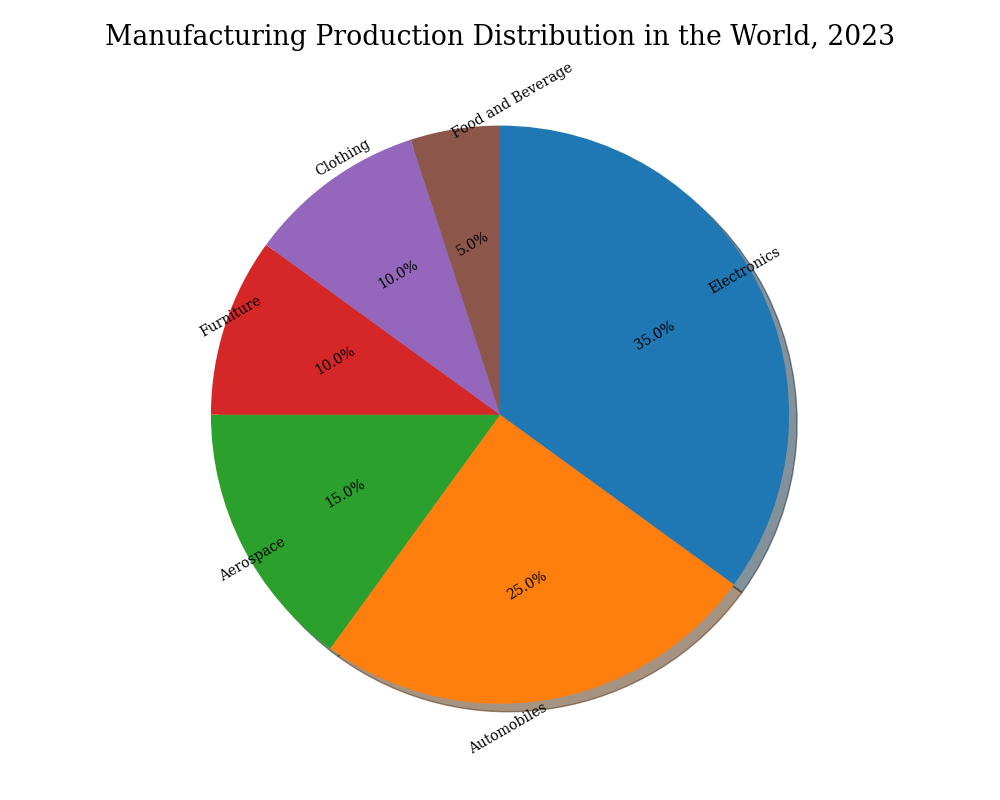 Manufacturing Production Distribution in the World, 2023
Food and Beverage
Clothing
Electronics
Furniture
Aerospace
Automobiles
5.0%
10.0%
35.0%
10.0%
15.0%
25.0%